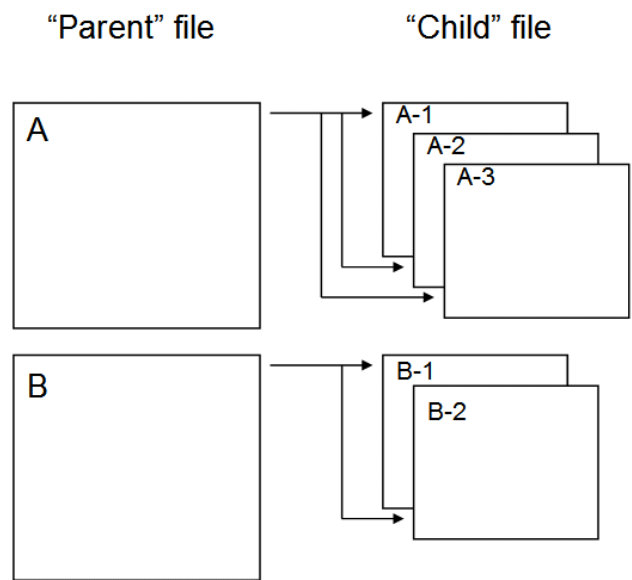 “Parent” file
“Child” file
A
A-1
A-2
A-3
B
B-1
B-2